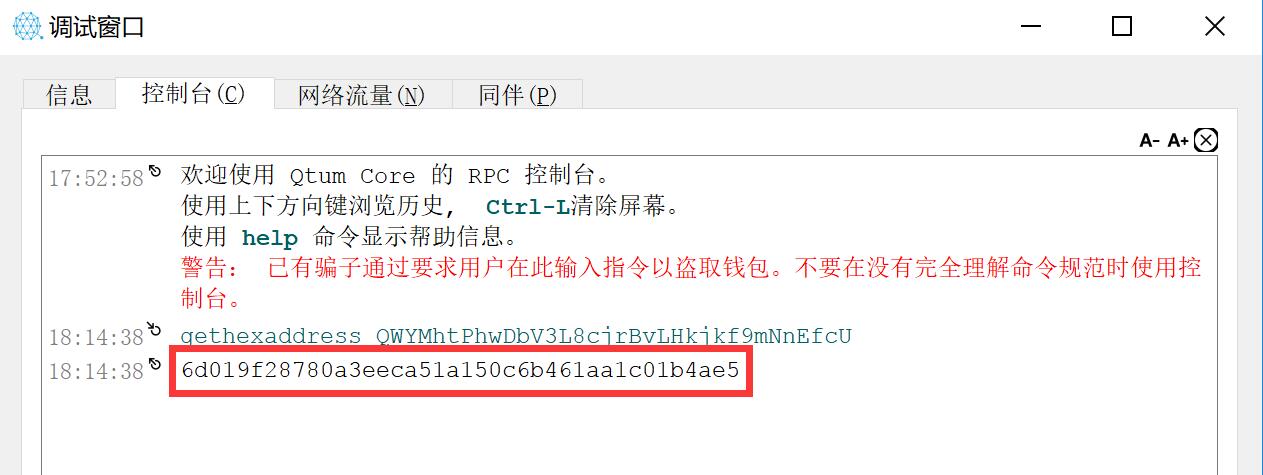 调试窗口
信息 控制台(C) 网络流量(N) 同伴(P)
A- A+
17:52:58 欢迎使用 Qtum Core 的 RPC 控制台。
使用上下方向键浏览历史, Ctrl-L清除屏幕。
使用 help 命令显示帮助信息。
警告: 已有骗子通过要求用户在此输入指令以盗取钱包。不要在没有完全理解命令规范时使用控
制台。
18:14:38 gethexaddress QWYMhtPhwDbV3L8cjrBvLHkjkf9mNnEfcU
18:14:38 6d019f28780a3eeca51a150c6b461aa1c01b4ae5